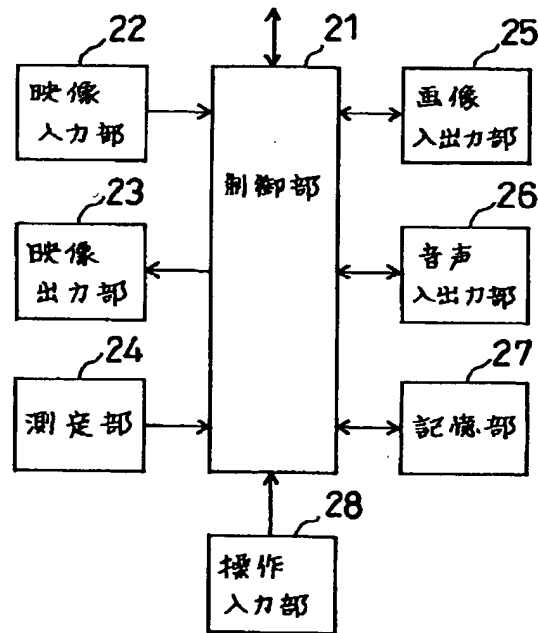 22
映像
入力部
21
制御部
25
画像
入出力部
23
映像
出力部
26
音声
入出力部
24
測定部
27
記憶部
28
操作
入力部